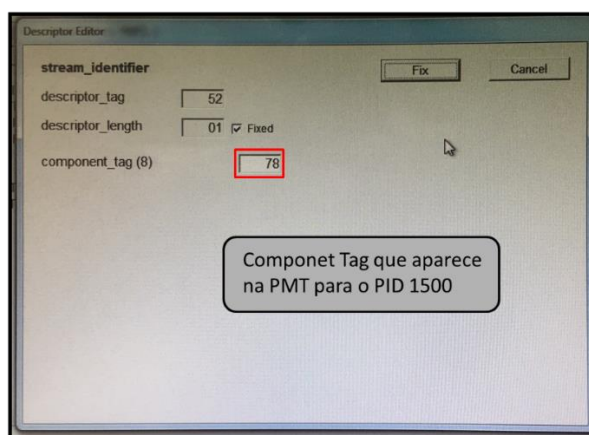 Descriptor Editor
stream_identifier
Fix
Cancel
descriptor_tag
52
descriptor_length
01
Fixed
component_tag (8)
78
Componet Tag que aparece
na PMT para o PID 1500